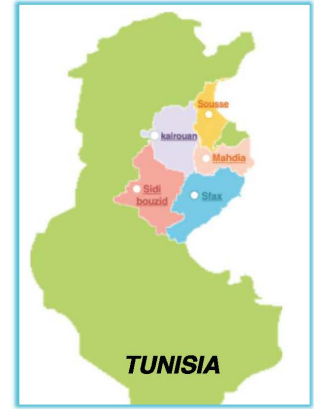 Sousse
kairouan
Mahdia
Sidi
bouzid
Sfax
TUNISIA